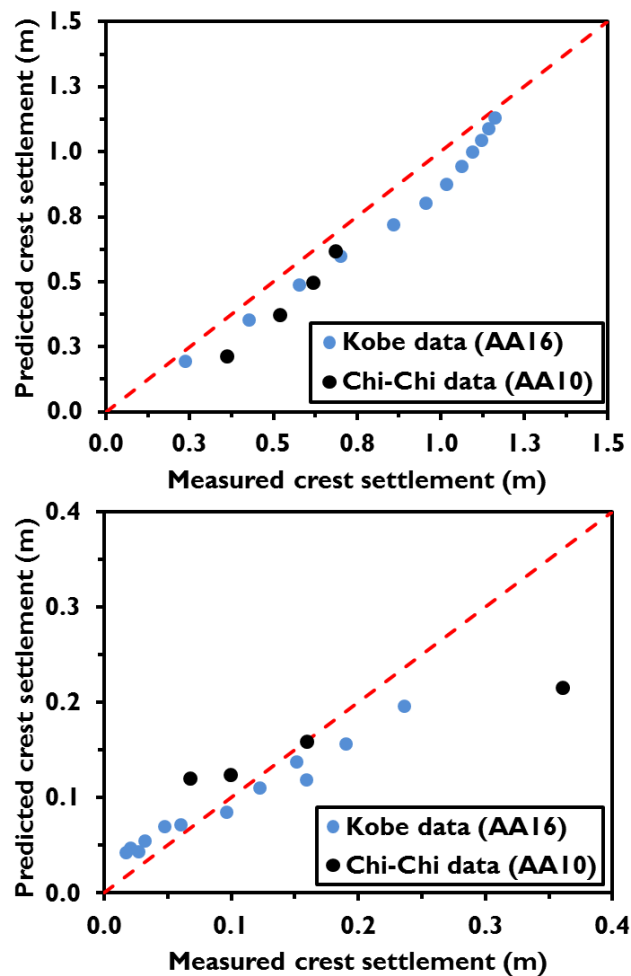 Predicted crest settlement (m)
1.5
1.3
1.0
0.8
0.5
0.3
0.0
Kobe data (AA16)
Chi-Chi data (AA10)
0.0 0.3 0.5 0.8 1.0 1.3 1.5
Measured crest settlement (m)
Predicted crest settlement (m)
0.4
0.3
0.2
0.1
0.0
Kobe data (AA16)
Chi-Chi data (AA10)
0.0 0.1 0.2 0.3 0.4
Measured crest settlement (m)